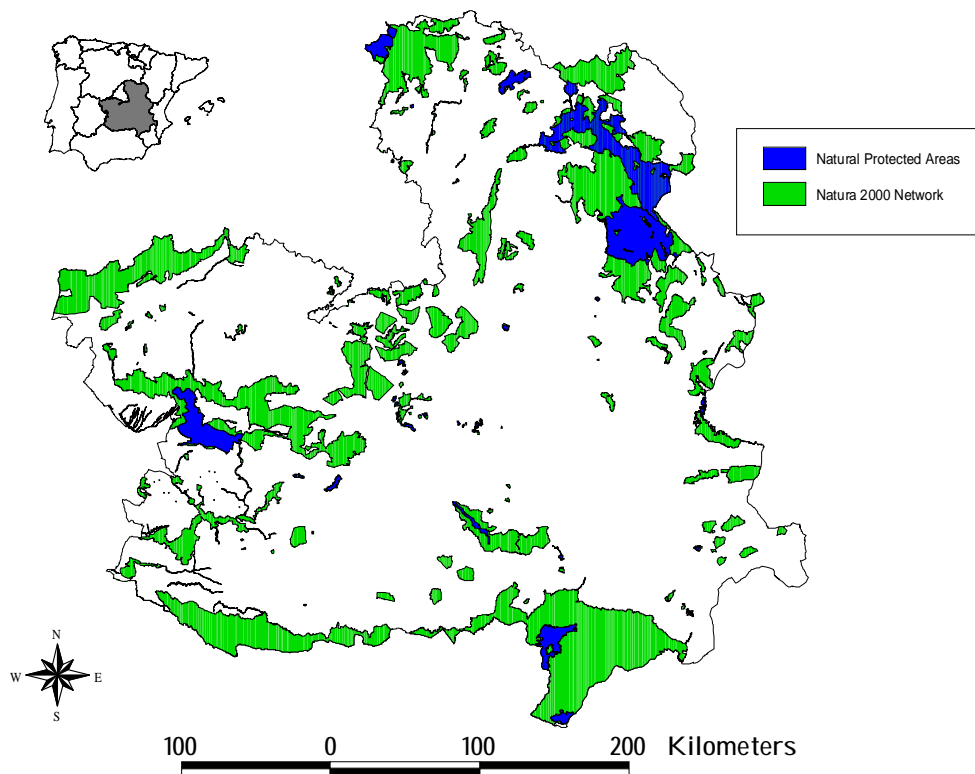 Natural Protected Areas
Natura 2000 Network
N
W E
S
100 0 100 200 Kilometers